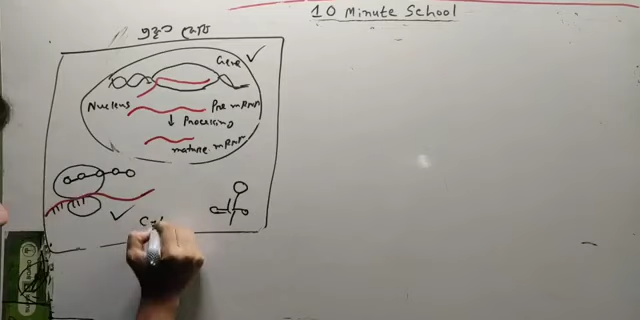 10 Minute School
Gene
Nucleus
Pre mRNA
Processing
mature mRNA